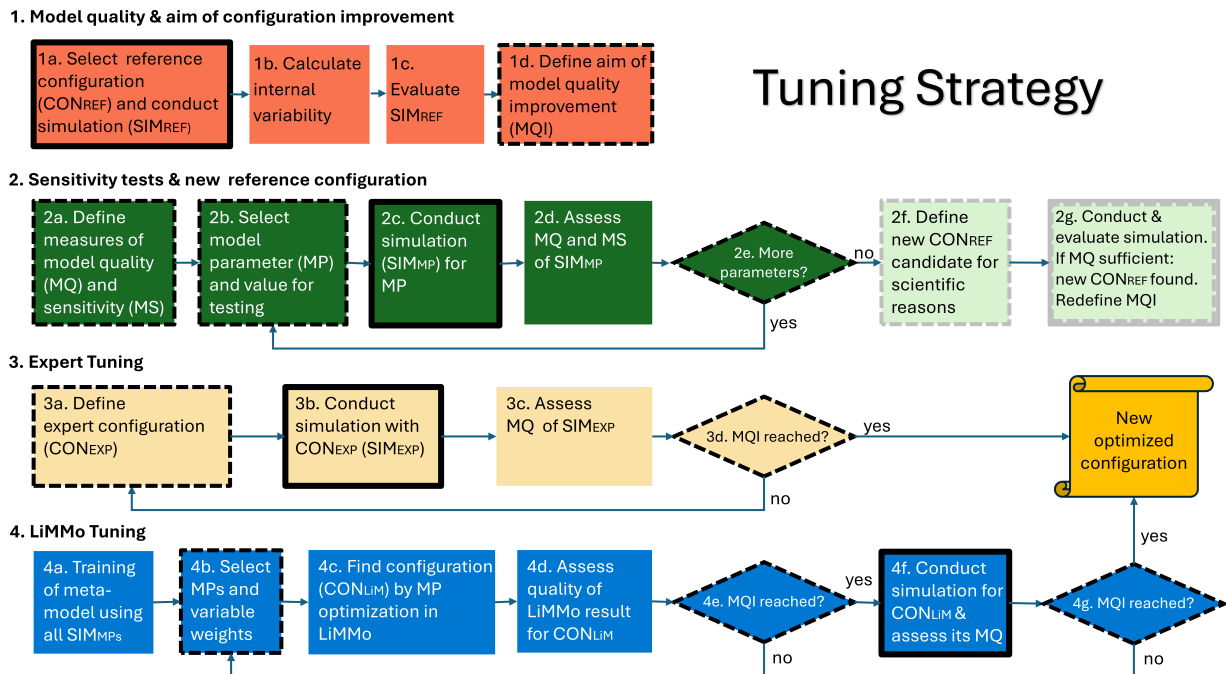 1. Model quality & aim of configuration improvement
1a. Select reference
configuration
(CONREF) and conduct
simulation (SIMREF)
1b. Calculate
internal
variability
1c.
Evaluate
SIMREF
1d. Define aim of
model quality
improvement
(MQI)
Tuning Strategy
2. Sensitivity tests & new reference configuration
2a. Define
measures of
model quality
(MQ) and
sensitivity (MS)
2b. Select
model
parameter (MP)
and value for
testing
2c. Conduct
simulation
(SIMMP) for
MP
2d. Assess
MQ and MS
of SIMMP
2e. More
parameters?
no
yes
2f. Define
new CONREF
candidate for
scientific
reasons
2g. Conduct &
evaluate simulation.
If MQ sufficient:
new CONREF found.
Redefine MQI
3. Expert Tuning
3a. Define
expert configuration
(CONEXP)
3b. Conduct
simulation with
CONEXP (SIMEXP)
3c. Assess
MQ of SIMEXP
3d. MQI reached?
yes
no
New
optimized
configuration
4. LiMMo Tuning
4a. Training
of meta-
model using
all SIMMPs
4b. Select
MPs and
variable
weights
4c. Find configuration
(CONLiM) by MP
optimization in
LiMMo
4d. Assess
quality of
LiMMo result
for CONLiM
4e. MQI reached?
yes
no
4f. Conduct
simulation for
CONLiM &
assess its MQ
4g. MQI reached?
yes
no